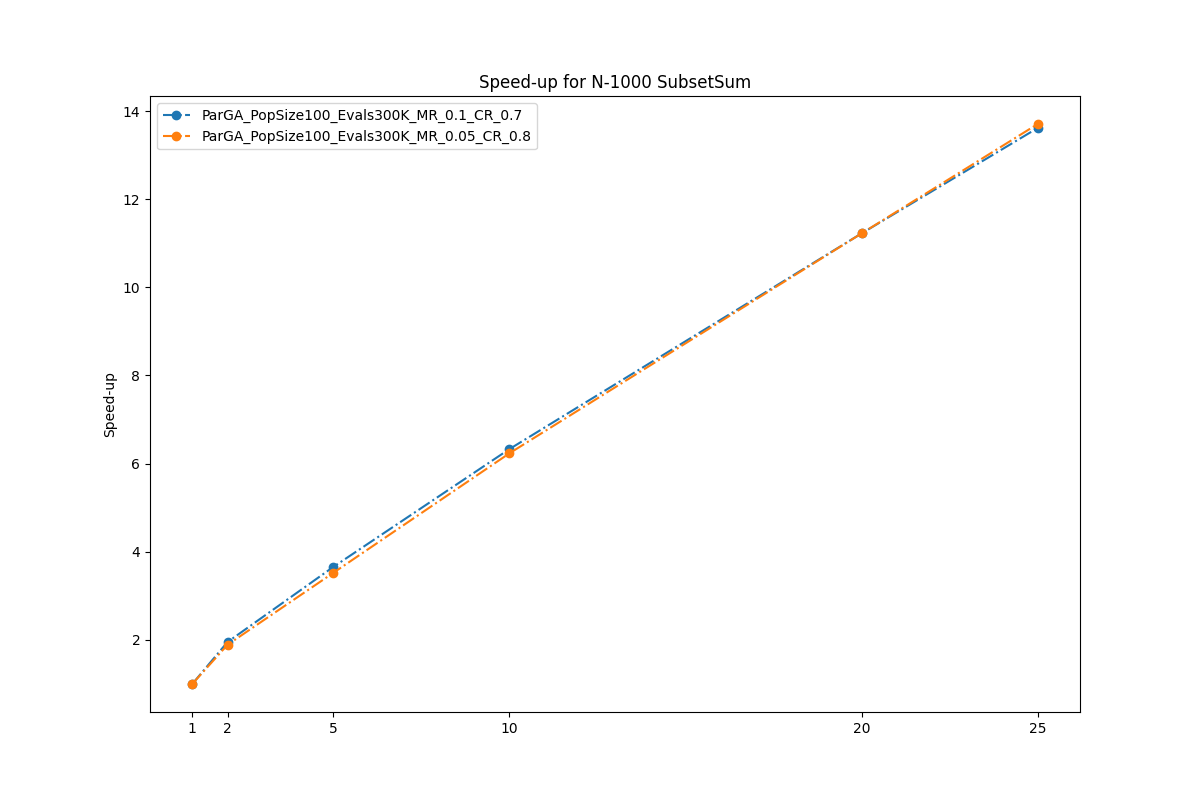 Speed-up for N-1000 SubsetSum
ParGA_PopSize100_Evals300K_MR_0.1_CR_0.7
ParGA_PopSize100_Evals300K_MR_0.05_CR_0.8
14
12
10
8
6
4
2
Speed-up
1 2 5 10 20 25